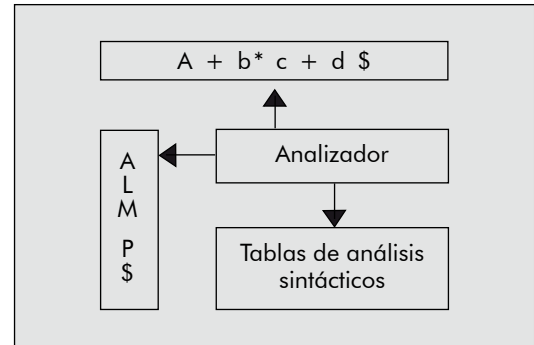 A + b* c + d $
Analizador
A
L
M
P
$
Tablas de análisis
sintácticos